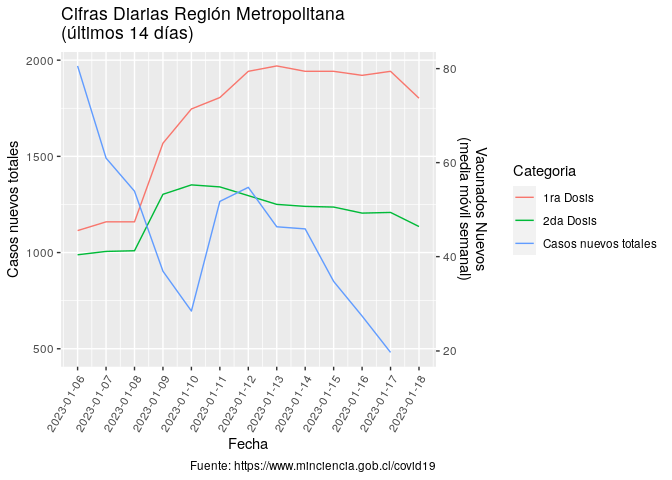 Cifras Diarias Región Metropolitana
(últimos 14 días)
2000
1500
1000
500
Casos nuevos totales
80
60
40
20
Vacunados Nuevos
(media móvil semanal)
2023-01-06
2023-01-07
2023-01-08
2023-01-09
2023-01-10
2023-01-11
2023-01-12
2023-01-13
2023-01-14
2023-01-15
2023-01-16
2023-01-17
2023-01-18
Fecha
Categoria
1ra Dosis
2da Dosis
Casos nuevos totales
Fuente: https://www.minciencia.gob.cl/covid19